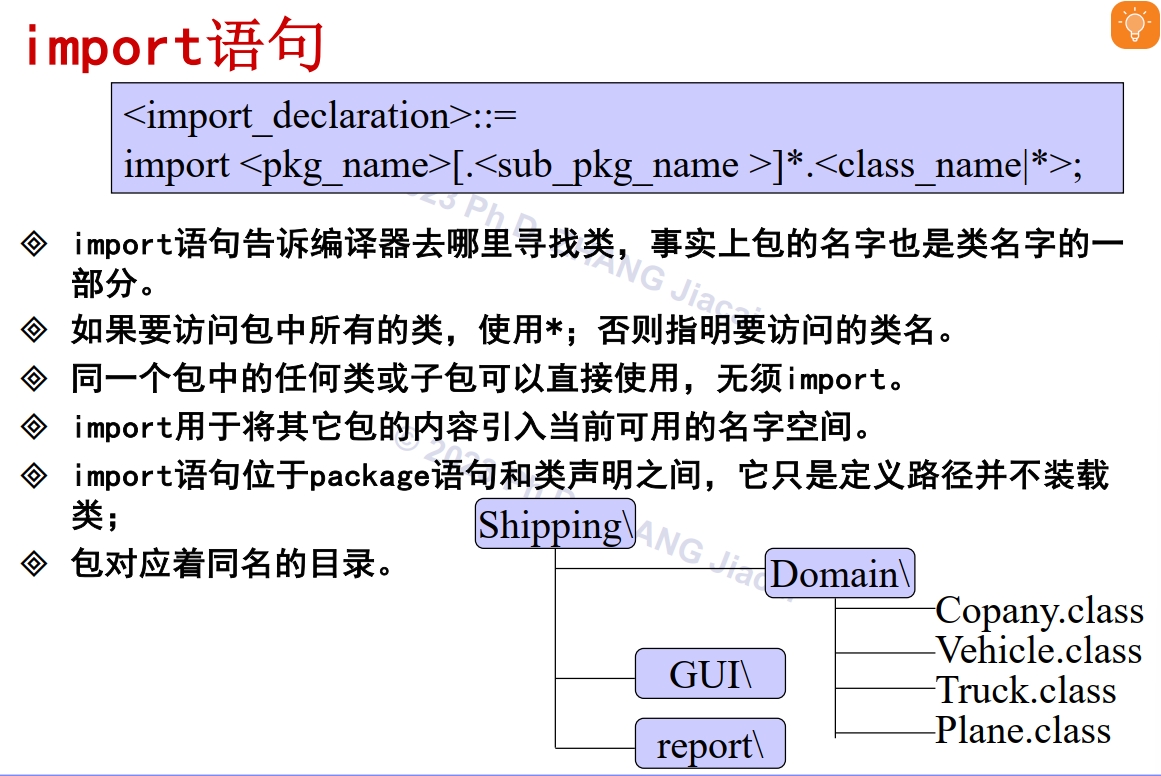 import语句
<import_declaration>::=
import <pkg_name>[.<sub_pkg_name >]*.<class_name|*>;
import语句告诉编译器去哪里寻找类，事实上包的名字也是类名字的一
部分。
如果要访问包中所有的类，使用*；否则指明要访问的类名。
同一个包中的任何类或子包可以直接使用，无须import。
import用于将其它包的内容引入当前可用的名字空间。
import语句位于package语句和类声明之间，它只是定义路径并不装载
类；
包对应着同名的目录。
Shipping\
Domain\
Copany.class
Vehicle.class
Truck.class
Plane.class
GUI\
report\